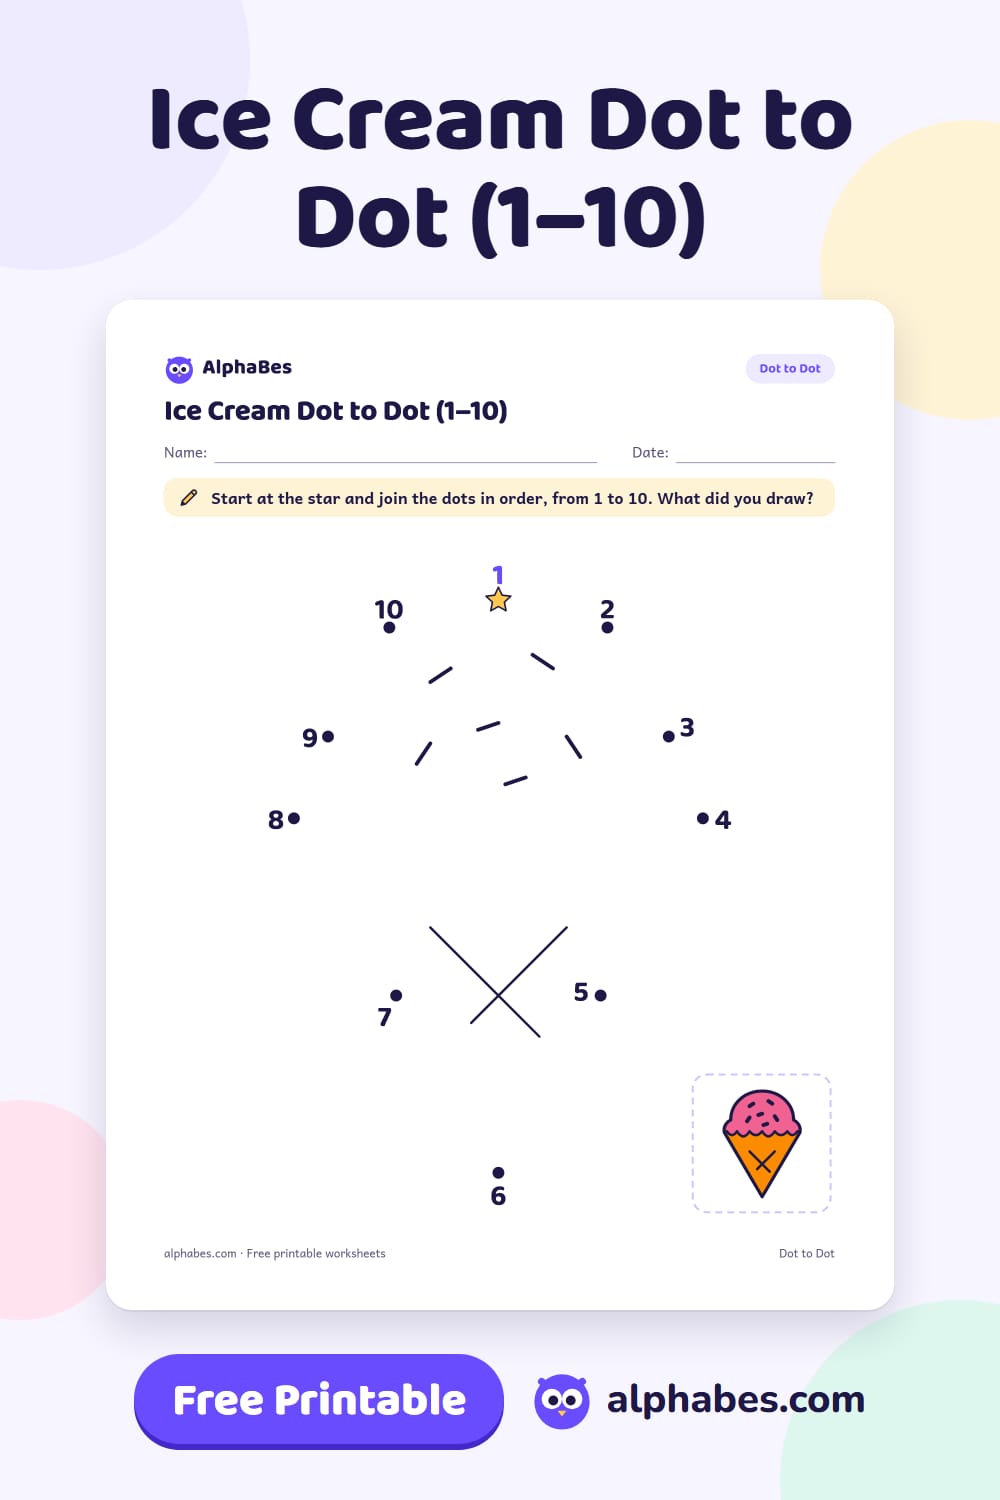 Ice Cream Dot to
Dot (1–10)
AlphaBes
Dot to Dot
Ice Cream Dot to Dot (1–10)
Name:
Date:
Start at the star and join the dots in order, from 1 to 10. What did you draw?
1
10
2
9
3
8
4
7
5
6
alphabes.com · Free printable worksheets
Dot to Dot
Free Printable
alphabes.com